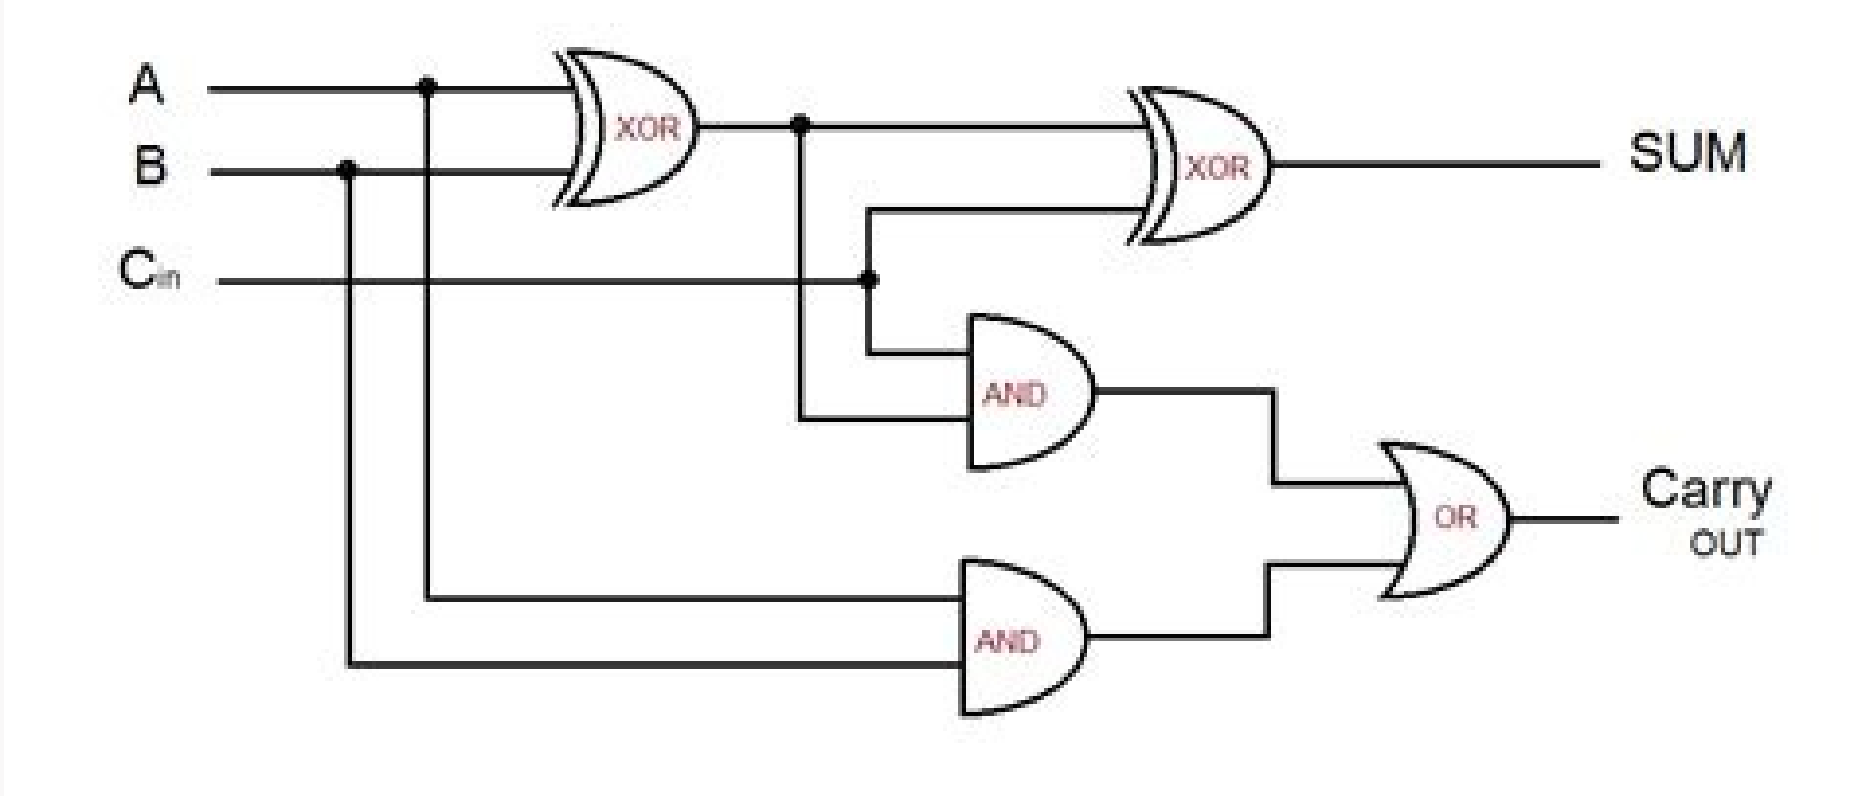 A
XOR
XOR
SUM
B
Cin
AND
Carry
OUT
OR
AND